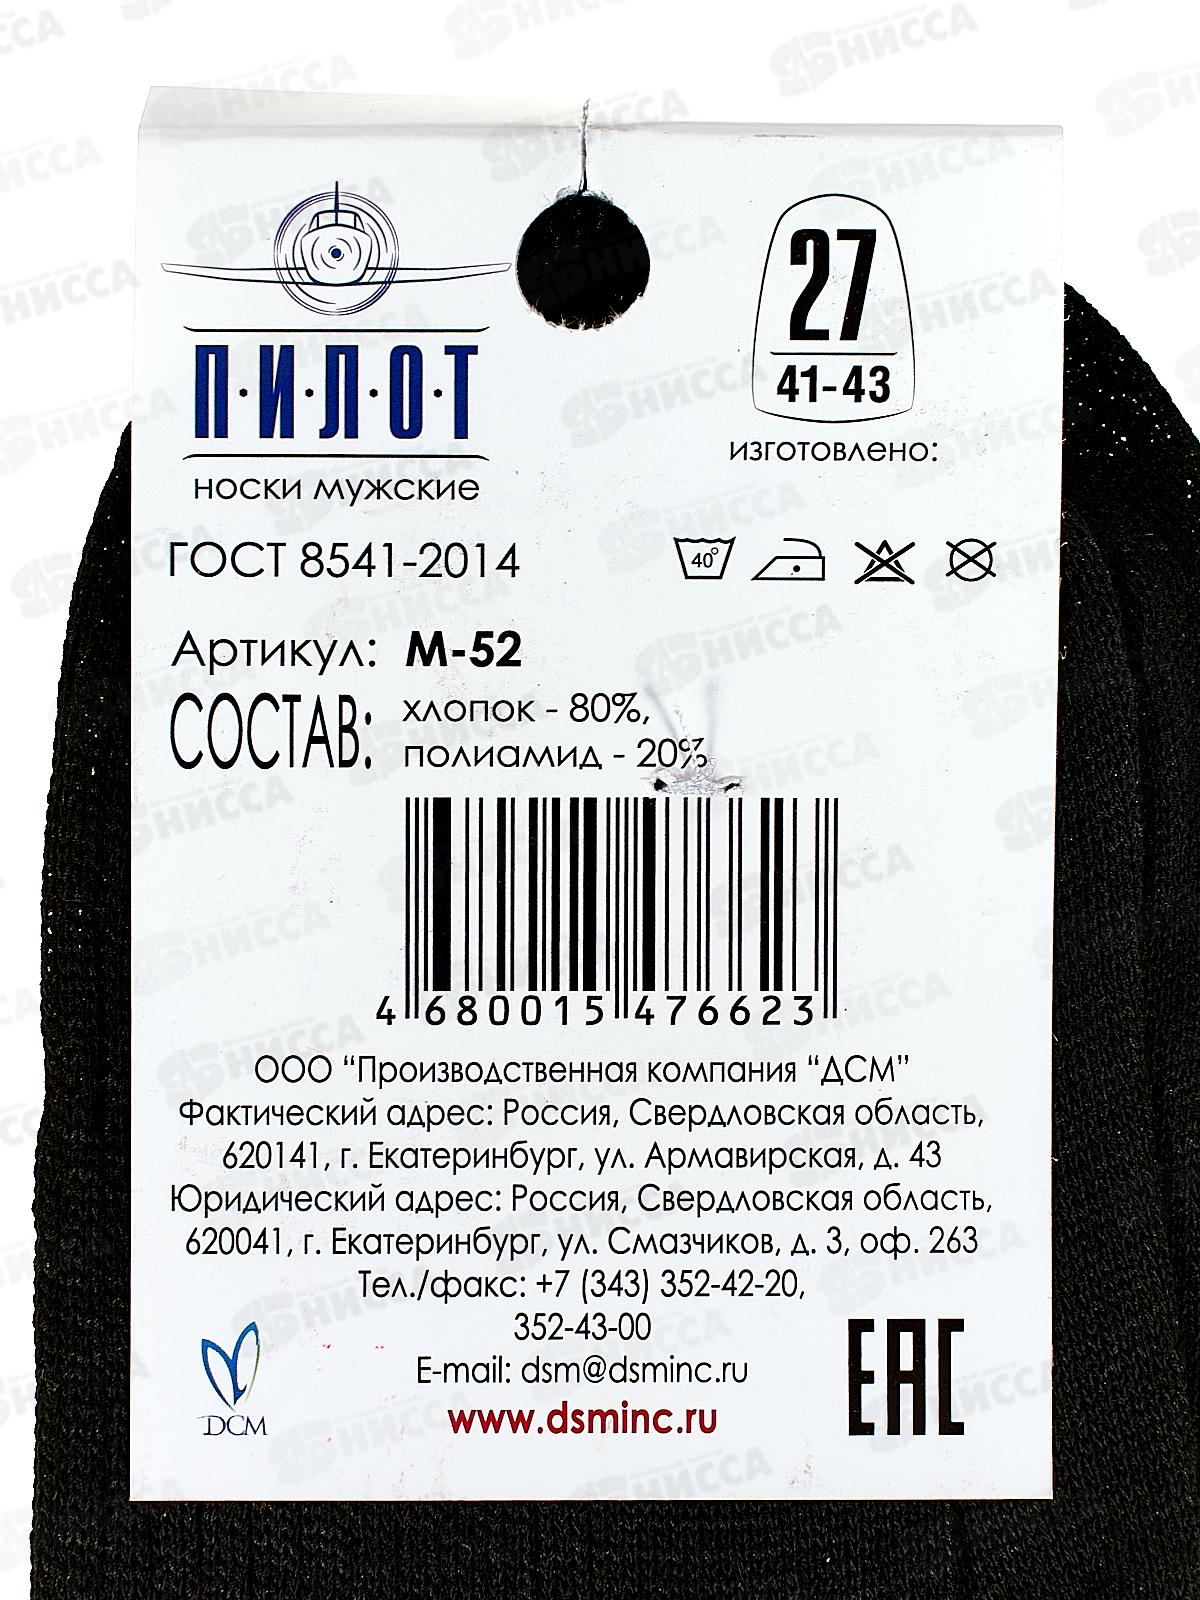 27
41-43
П·И·Л·О·Т
носки мужские
изготовлено:
ГОСТ 8541-2014
40°
Артикул: М-52
СОСТАВ: хлопок - 80%,
полиамид - 20%
4 680015 476623
ООО “Производственная компания “ДСМ”
Фактический адрес: Россия, Свердловская область,
620141, г. Екатеринбург, ул. Армавирская, д. 43
Юридический адрес: Россия, Свердловская область,
620041, г. Екатеринбург, ул. Смазчиков, д. 3, оф. 263
Тел./факс: +7 (343) 352-42-20,
352-43-00
E-mail: dsm@dsminc.ru
www.dsminc.ru
DCM
EAC
НИССА